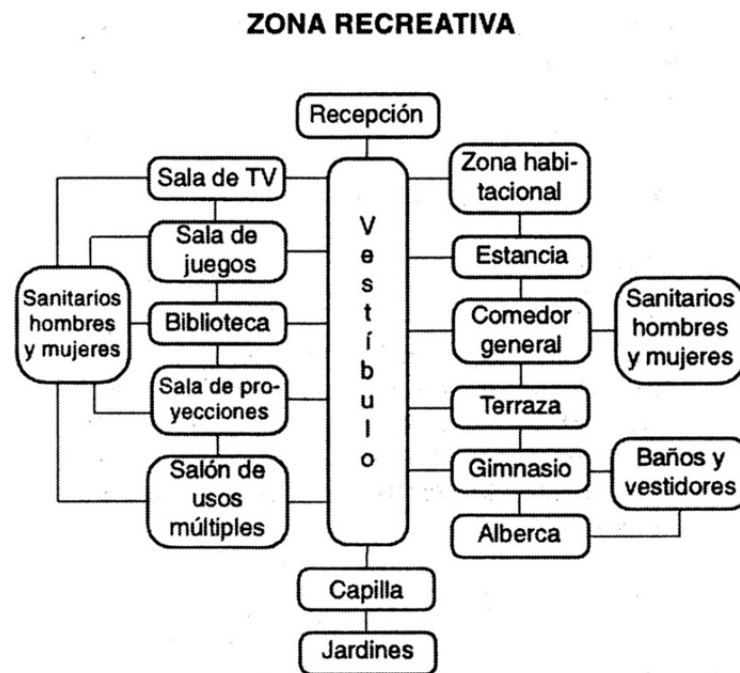 ZONA RECREATIVA
Recepción
Sala de TV
Sala de
juegos
Biblioteca
Sala de pro-
yecciones
Salón de
usos
múltiples
Sanitarios
hombres
y mujeres
Vestíbulo
Zona habi-
tacional
Estancia
Comedor
general
Terraza
Gimnasio
Alberca
Sanitarios
hombres
y mujeres
Baños y
vestidores
Capilla
Jardines